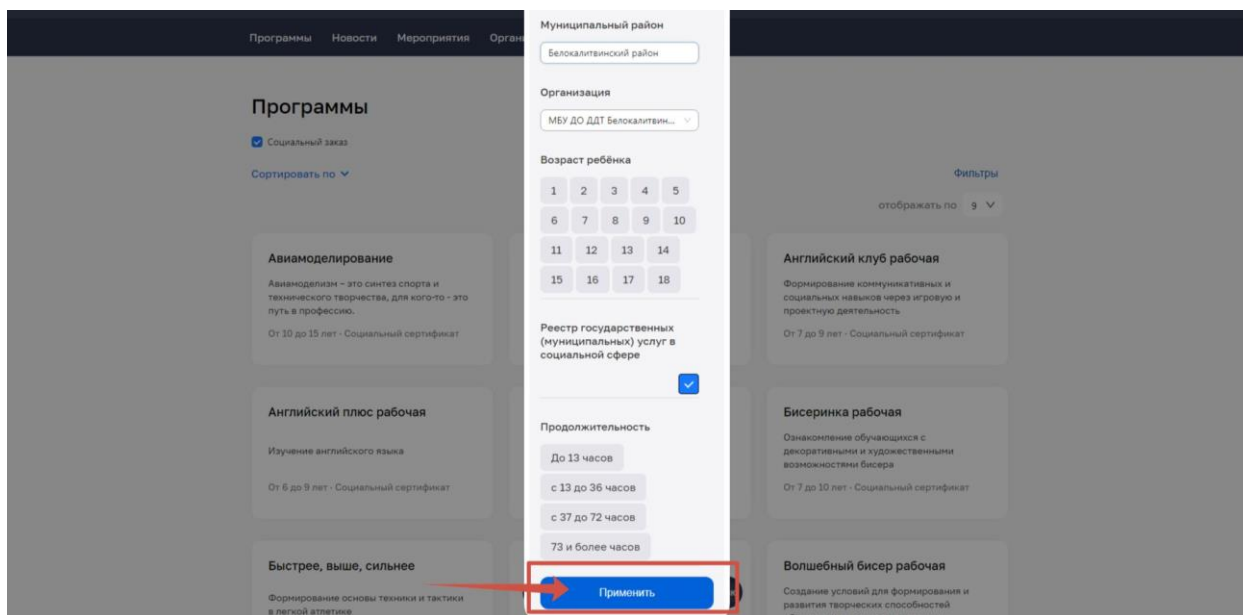 Программы Новости Мероприятия
Программы
Социальный заказ
Сортировать по
Фильтры
отображать по 9
Авиамоделирование
Авиамоделизм – это синтез спорта и
технического творчества, для кого-то - это
путь в профессию.
От 10 до 15 лет · Социальный сертификат
Английский плюс рабочая
Изучение английского языка
От 6 до 9 лет · Социальный сертификат
Быстрее, выше, сильнее
Формирование основы техники и тактики
в легкой атлетике
Муниципальный район
Белокалитвинский район
Организация
МБУ ДО ДДТ Белокалитвин...
Возраст ребёнка
1 2 3 4 5
6 7 8 9 10
11 12 13 14
15 16 17 18
Реестр государственных
(муниципальных) услуг в
социальной сфере
Продолжительность
До 13 часов
с 13 до 36 часов
с 37 до 72 часов
73 и более часов
Применить
Английский клуб рабочая
Формирование коммуникативных и
социальных навыков через игровую и
проектную деятельность
От 7 до 9 лет · Социальный сертификат
Бисеринка рабочая
Ознакомление обучающихся с
декоративными и художественными
возможностями бисера
От 7 до 10 лет · Социальный сертификат
Волшебный бисер рабочая
Создание условий для формирования и
развития творческих способностей